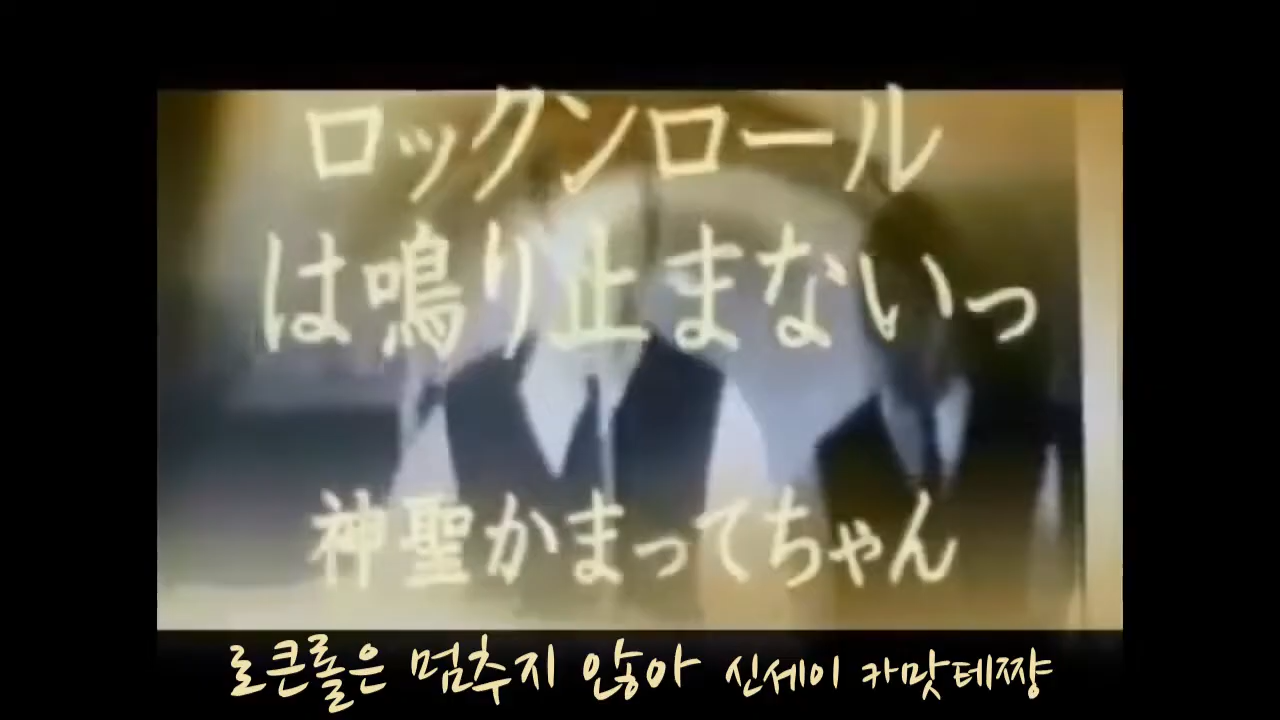 ロックンロール
は鳴り止まないっ
神聖かまってちゃん
로큰롤은 멈추지 않아 신세이 카맛테쨩